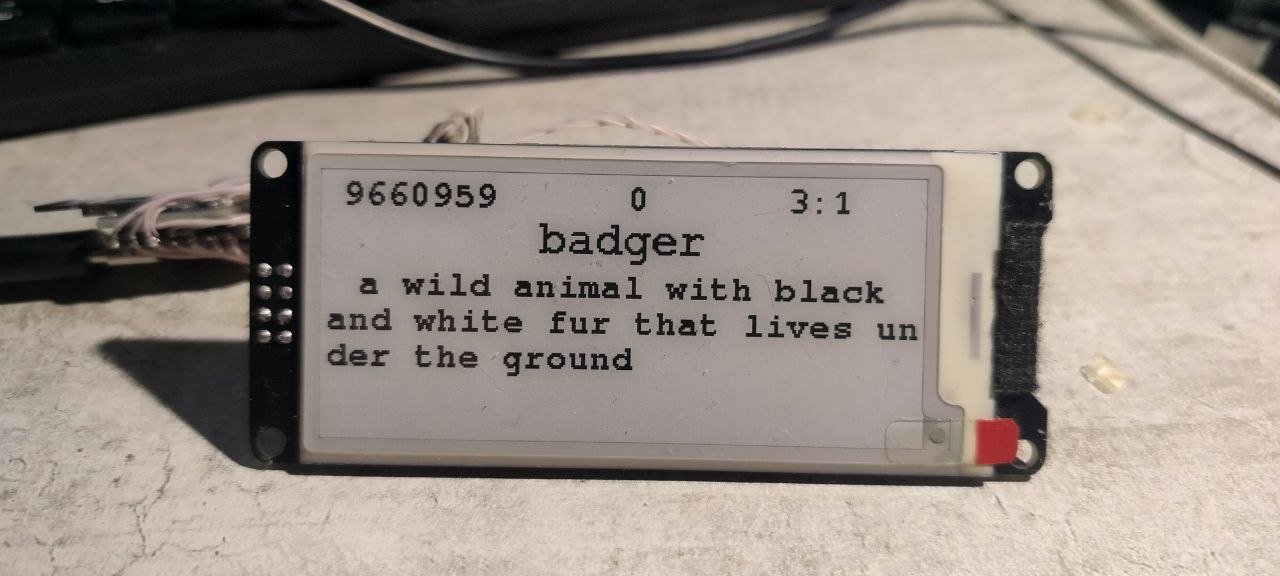 9660959 0 3:1
badger
a wild animal with black
and white fur that lives un
der the ground